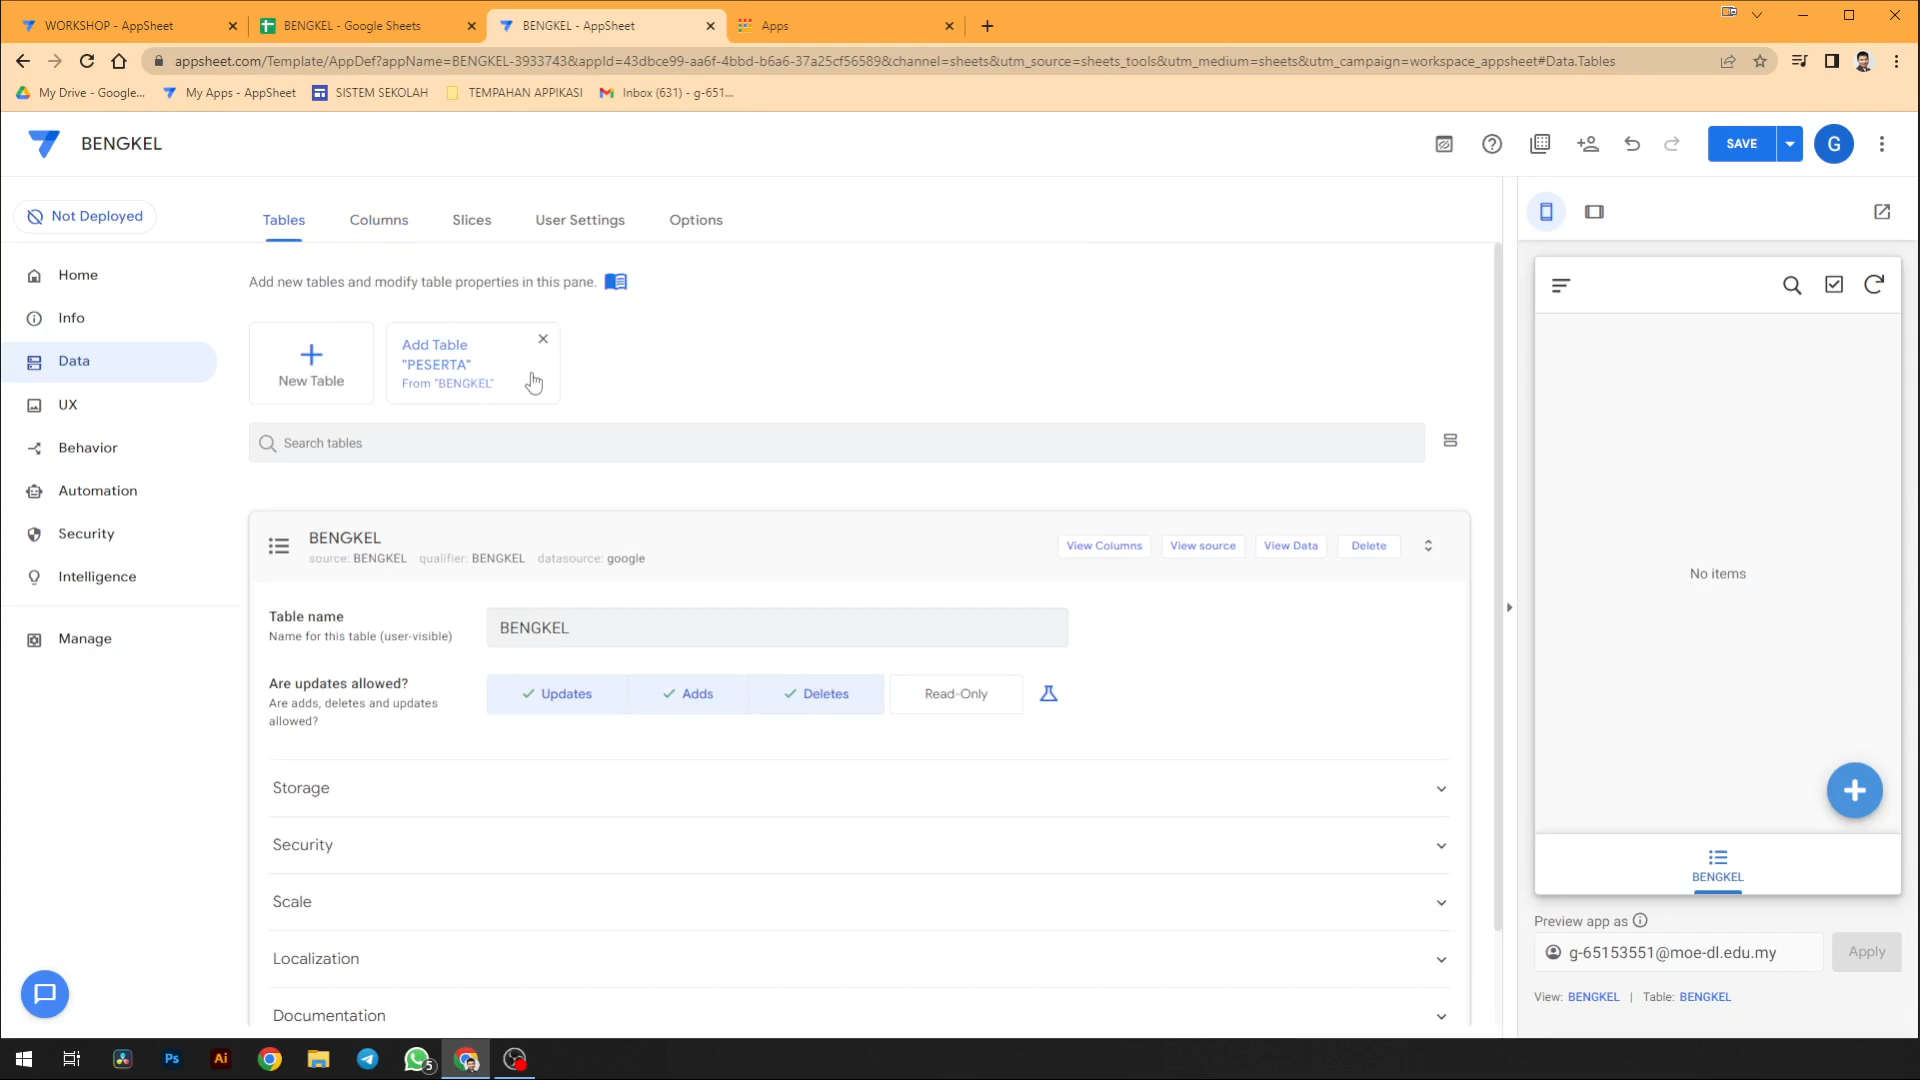 WORKSHOP - AppSheet
BENGKEL - Google Sheets
BENGKEL - AppSheet
Apps
appsheet.com/Template/AppDef?appName=BENGKEL-3933743&appId=43dbce99-aa6f-4bbd-b6a6-37a25cf56589&channel=sheets&utm_source=sheets_tools&utm_medium=sheets&utm_campaign=workspace_appsheet#Data.Tables
My Drive - Google...
My Apps - AppSheet
SISTEM SEKOLAH
TEMPAHAN APPIKASI
Inbox (631) - g-651...
BENGKEL
SAVE
G
Not Deployed
Tables
Columns
Slices
User Settings
Options
Home
Info
Data
UX
Behavior
Automation
Security
Intelligence
Manage
Add new tables and modify table properties in this pane.
New Table
Add Table
"PESERTA"
From "BENGKEL"
Search tables
BENGKEL
source: BENGKEL qualifier: BENGKEL datasource: google
View Columns
View source
View Data
Delete
Table name
Name for this table (user-visible)
BENGKEL
Are updates allowed?
Are adds, deletes and updates
allowed?
Updates
Adds
Deletes
Read-Only
Storage
Security
Scale
Localization
Documentation
No items
BENGKEL
Preview app as
g-65153551@moe-dl.edu.my
Apply
View: BENGKEL | Table: BENGKEL
Ps
Ai
5